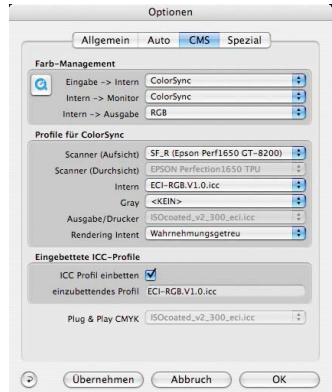 Optionen
Allgemein Auto CMS Spezial
Farb-Management
Eingabe -> Intern ColorSync
Intern -> Monitor ColorSync
Intern -> Ausgabe RGB
Profile für ColorSync
Scanner (Aufsicht) SF_R (Epson Perf1650 GT-8200)
Scanner (Durchsicht) EPSON Perfection1650 TPU
Intern ECI-RGB.V1.0.icc
Gray <KEIN>
Ausgabe/Drucker ISOcoated_v2_300_eci.icc
Rendering Intent Wahrnehmungsgetreu
Eingebettete ICC-Profile
ICC Profil einbetten
einzubettendes Profil ECI-RGB.V1.0.icc
Plug & Play CMYK ISOcoated_v2_300_eci.icc
? Übernehmen Abbruch OK